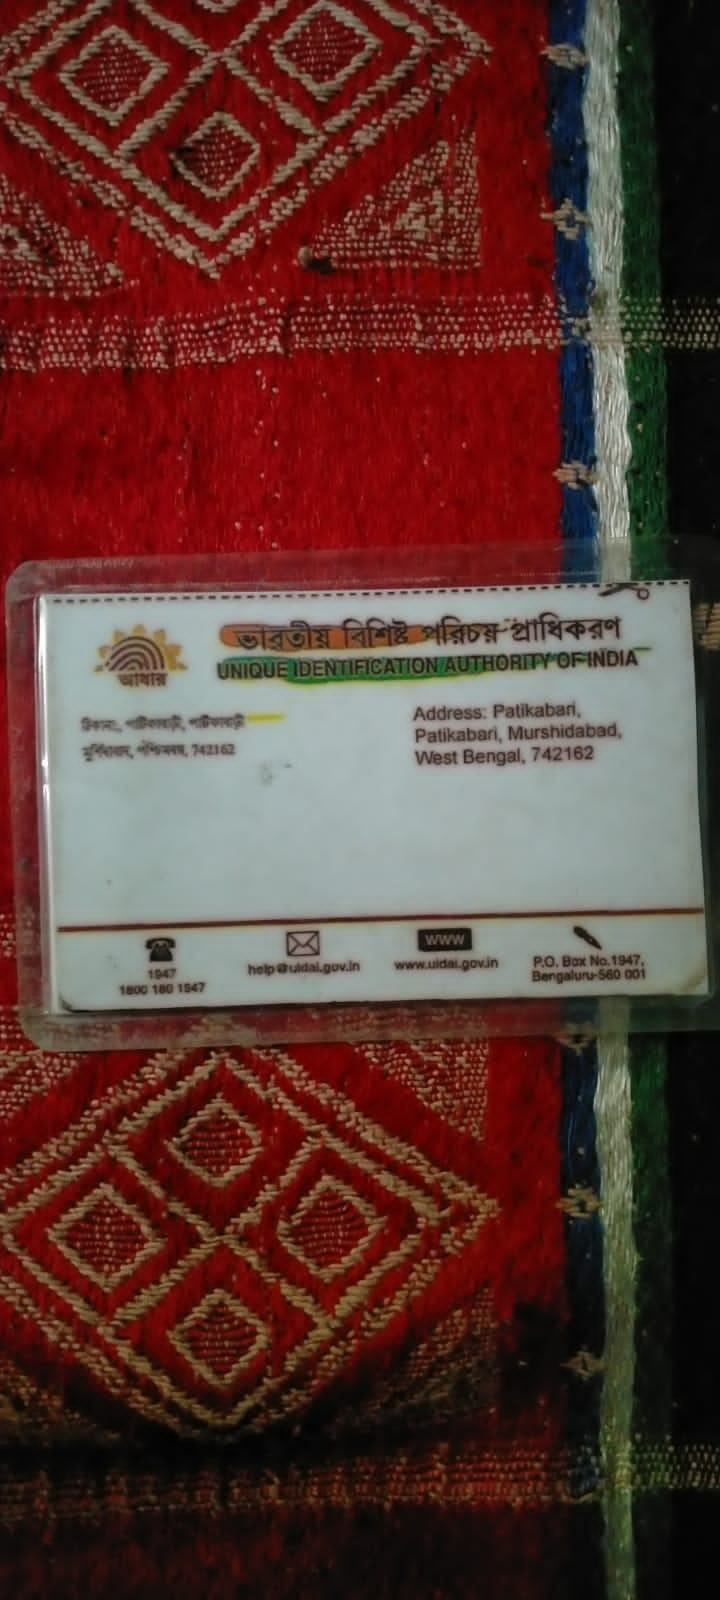 ভারতীয় বিশিষ্ট পরিচয় প্রাধিকরণ
UNIQUE IDENTIFICATION AUTHORITY OF INDIA
আধার
ঠিকানা:, পাটিকাবাড়ী, পাটিকাবাড়ী
মুর্শিদাবাদ, পশ্চিমবঙ্গ, 742162
Address: Patikabari,
Patikabari, Murshidabad,
West Bengal, 742162
1947
1800 180 1947
help@uidai.gov.in
WWW
www.uidai.gov.in
P.O. Box No.1947,
Bengaluru-560 001